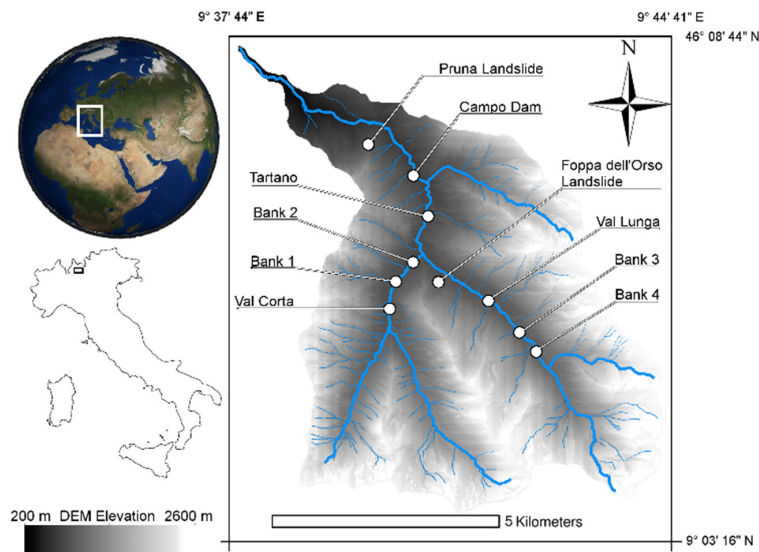 9° 37' 44" E
9° 44' 41" E
46° 08' 44" N
N
Pruna Landslide
Campo Dam
Foppa dell'Orso
Landslide
Tartano
Val Lunga
Bank 2
Bank 3
Bank 1
Bank 4
Val Corta
200 m DEM Elevation 2600 m
5 Kilometers
9° 03' 16" N